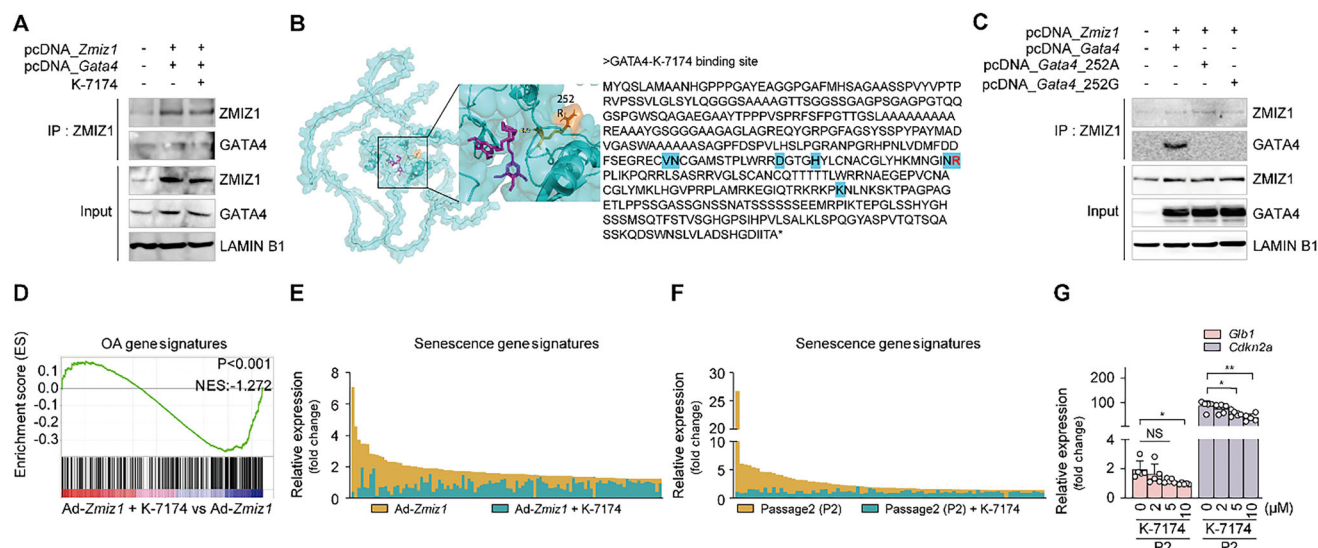 A
pcDNA_Zmiz1 - + +
pcDNA_Gata4 - + +
K-7174 - - +
IP : ZMIZ1
ZMIZ1
GATA4
Input
ZMIZ1
GATA4
LAMIN B1
B
252
R
>GATA4-K-7174 binding site
MYQSLAMAANHGPPPGAYEAGGPGAFMHSAGAASSPVYVPTP
RVPSSVLGLSYLQGGGSAAAAGTTSGGSSGAGPSGAGPGTQQ
GSPGWSQAGAEGAAYTPPPVSPRFSFPGTTGSLAAAAAAAAA
REAAAYGSGGGAAGAGLAGREQYGRPGFAGSYSSPYPAYMAD
VGASWAAAAAASAGPFDSPVLHSLPGRANPGRHPNLVDMFDD
FSEGRECVNCGAMSTPLWRRDGTGHYLCNACGLYHKMNGINR
PLIKPQRRLSASRRVGLSCANCQTTTTTLWRRNAEGEPVCNA
CGLYMKLHGVPRPLAMRKEGIQTRKRKPKNLNKSKTPAGPAG
ETLPPSSGASSGNSSNATSSSSSSEEMRPIKTEPGLSSHYGH
SSSMSQTFSTVSGHGPSIHPVLSALKLSPQGYASPVTQTSQA
SSKQDSWNSLVLADSHGDIITA*
C
pcDNA_Zmiz1 - + + +
pcDNA_Gata4 - + - -
pcDNA_Gata4_252A - - + -
pcDNA_Gata4_252G - - - +
IP : ZMIZ1
ZMIZ1
GATA4
Input
ZMIZ1
GATA4
LAMIN B1
D
OA gene signatures
P<0.001
NES:-1.272
Enrichment score (ES)
0.1
0.0
-0.1
-0.2
-0.3
Ad-Zmiz1 + K-7174 vs Ad-Zmiz1
E
Senescence gene signatures
Relative expression
(fold change)
8
6
4
2
0
Ad-Zmiz1 Ad-Zmiz1 + K-7174
F
Senescence gene signatures
Relative expression
(fold change)
30
25
20
15
10
5
0
Passage2 (P2) Passage2 (P2) + K-7174
G
Glb1
Cdkn2a
Relative expression
(fold change)
200
100
4
2
0
NS
*
*
**
0 2 5 10 0 2 5 10 (μM)
K-7174 K-7174
P2 P2